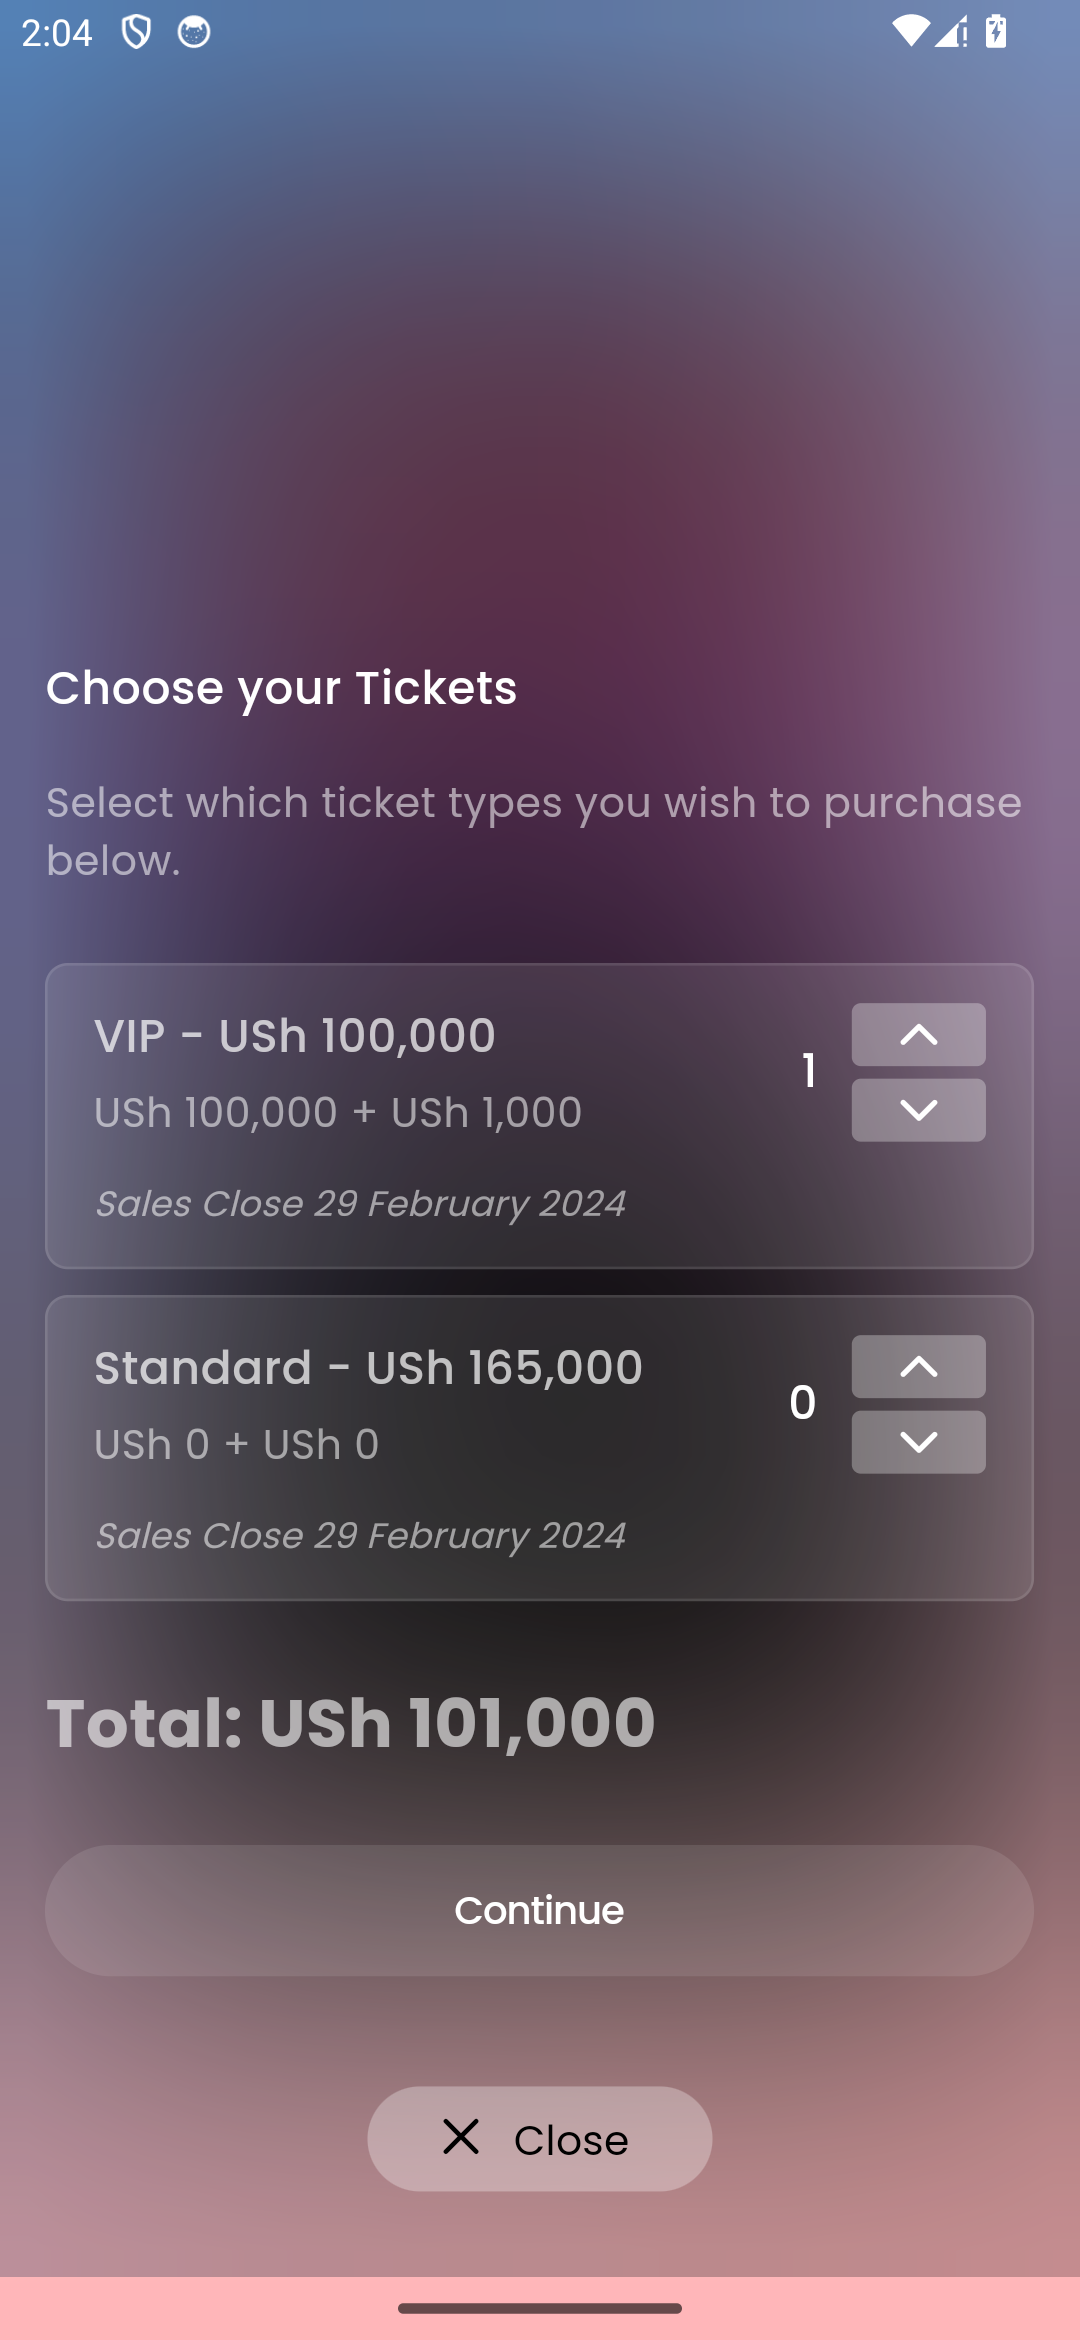 2:04
Choose your Tickets
Select which ticket types you wish to purchase
below.
VIP - USh 100,000
USh 100,000 + USh 1,000
1
Sales Close 29 February 2024
Standard - USh 165,000
USh 0 + USh 0
0
Sales Close 29 February 2024
Total: USh 101,000
Continue
Close